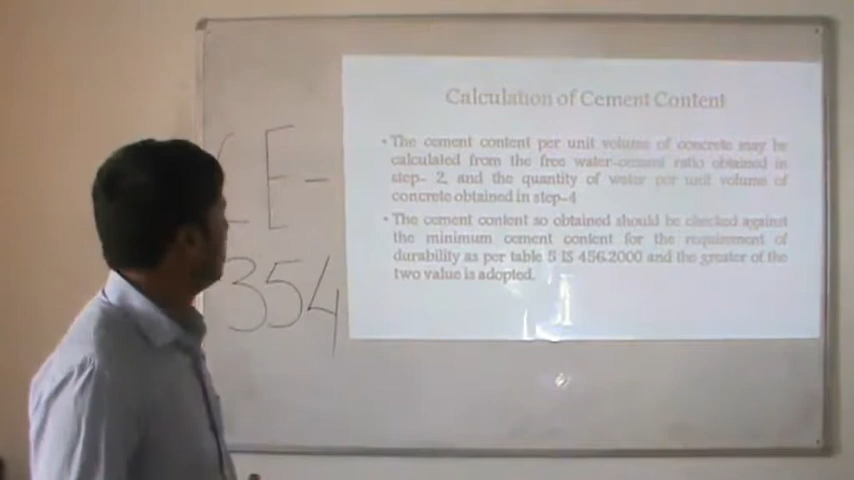 CE-
354
Calculation of Cement Content
• The cement content per unit volume of concrete may be
calculated from the free water-cement ratio obtained in
step- 2, and the quantity of water per unit volume of
concrete obtained in step-4
• The cement content so obtained should be checked against
the minimum cement content for the requirement of
durability as per table 5 IS 456.2000 and the greater of the
two value is adopted.